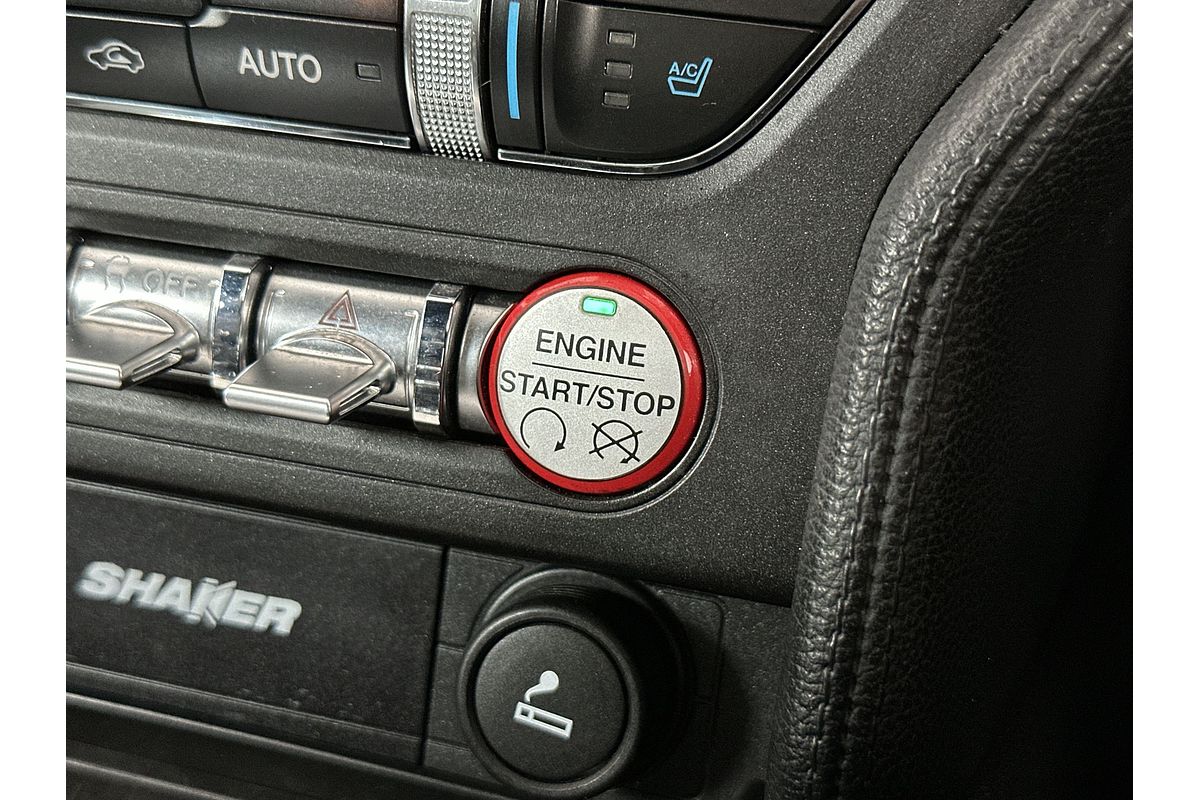 AUTO
A/C
OFF
ENGINE
START/STOP
SHAKER